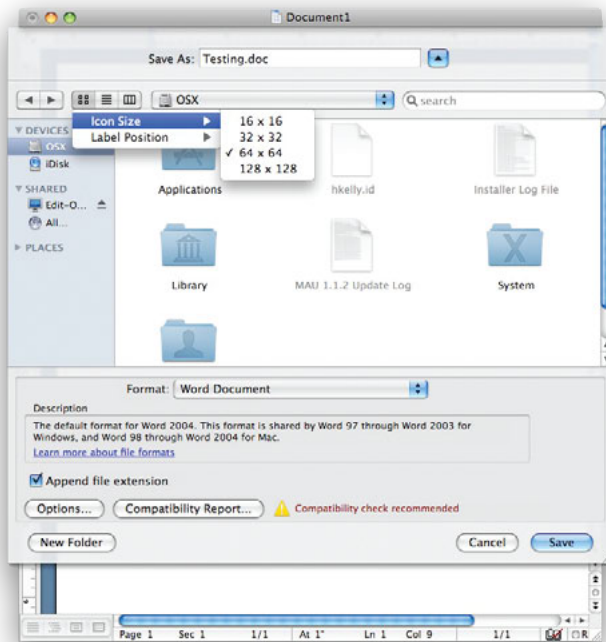 Document1
Save As: Testing.doc
OSX
search
Icon Size
Label Position
16 x 16
32 x 32
✓ 64 x 64
128 x 128
DEVICES
OSX
iDisk
SHARED
Edit-O...
All...
PLACES
Applications
hkelly.id
Installer Log File
Library
MAU 1.1.2 Update Log
System
Format: Word Document
Description
The default format for Word 2004. This format is shared by Word 97 through Word 2003 for
Windows, and Word 98 through Word 2004 for Mac.
Learn more about file formats
Append file extension
Options... Compatibility Report... Compatibility check recommended
New Folder Cancel Save
Page 1 Sec 1 1/1 At 1" Ln 1 Col 9 1/1